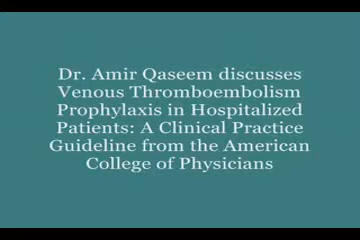 Dr. Amir Qaseem discusses
Venous Thromboembolism
Prophylaxis in Hospitalized
Patients: A Clinical Practice
Guideline from the American
College of Physicians